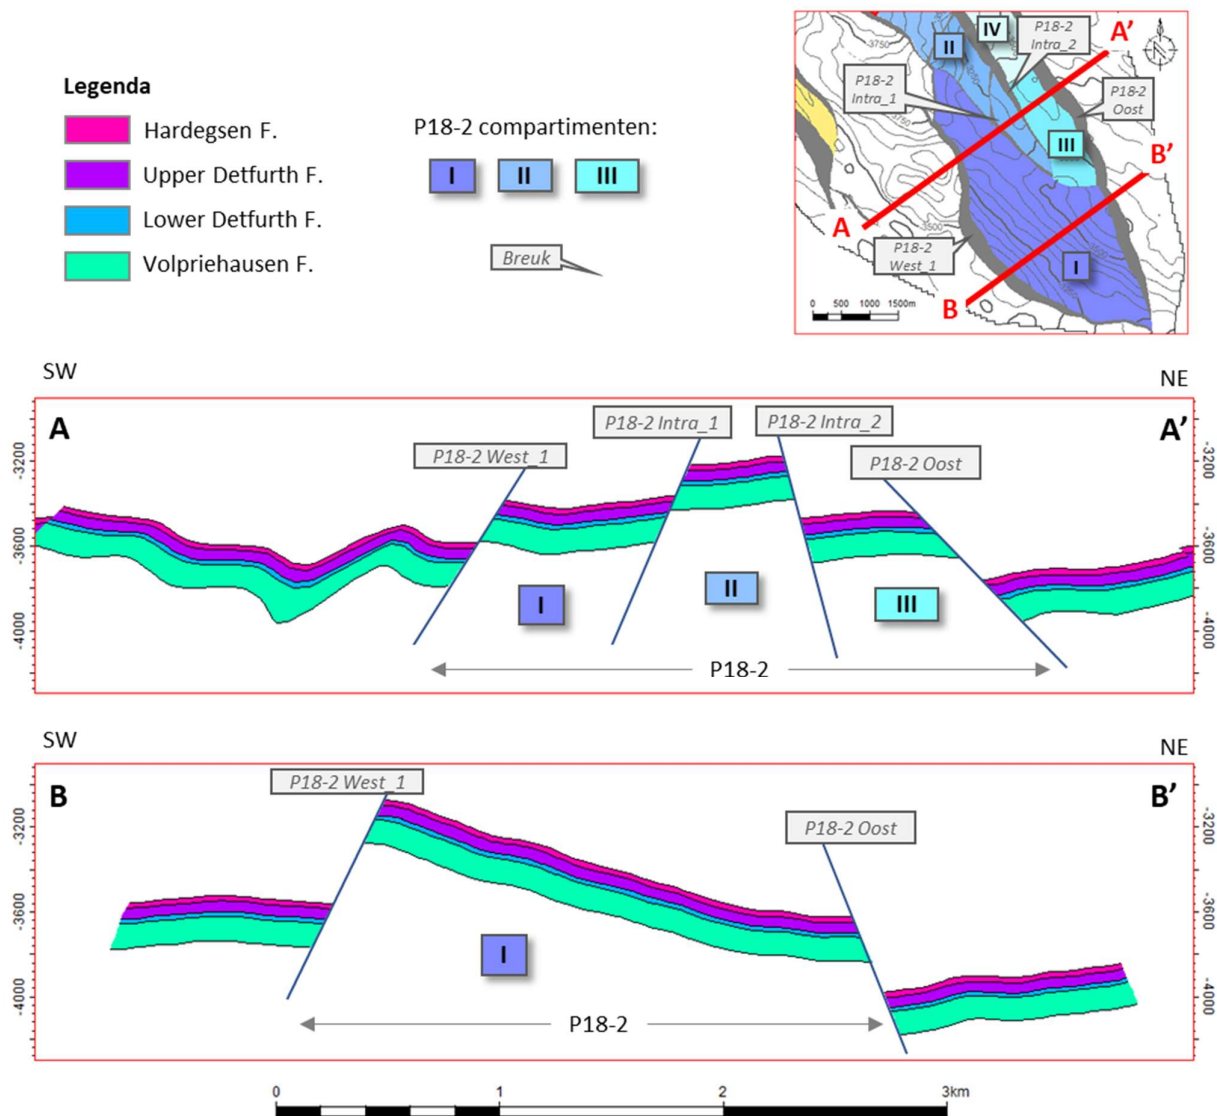 Legenda
Hardegsen F.
Upper Detfurth F.
Lower Detfurth F.
Volpriehausen F.
P18-2 compartimenten:
I
II
III
Breuk
II
IV
P18-2
Intra_2
A'
P18-2
Intra_1
P18-2
Oost
III
B'
A
P18-2
West_1
I
B
-3750
-3750
-3500
0 500 1000 1500m
SW
NE
A
A'
P18-2 West_1
P18-2 Intra_1
P18-2 Intra_2
P18-2 Oost
-3200
-3600
-4000
-3200
-3600
-4000
I
II
III
P18-2
SW
NE
B
B'
P18-2 West_1
P18-2 Oost
-3200
-3600
-4000
-3200
-3600
-4000
I
P18-2
0 1 2 3km